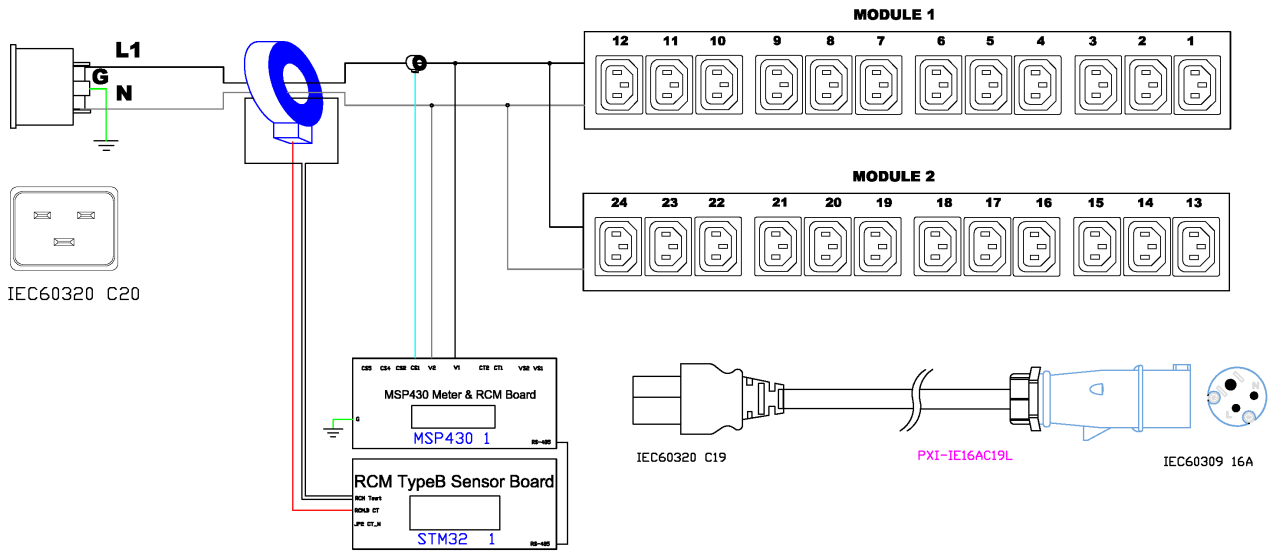 MODULE 1
L1
G
N
12 11 10 9 8 7 6 5 4 3 2 1
MODULE 2
24 23 22 21 20 19 18 17 16 15 14 13
IEC60320 C20
CS5 CS4 CS2 CS1 V2 V1 CT2 CT1 VS2 VS1
MSP430 Meter & RCM Board
G
MSP430 1
RS-485
RCM TypeB Sensor Board
RCM Test
RCM.B CT
JP2 CT_N
STM32 1
RS-485
IEC60320 C19
PXI-IE16AC19L
N
L
IEC60309 16A